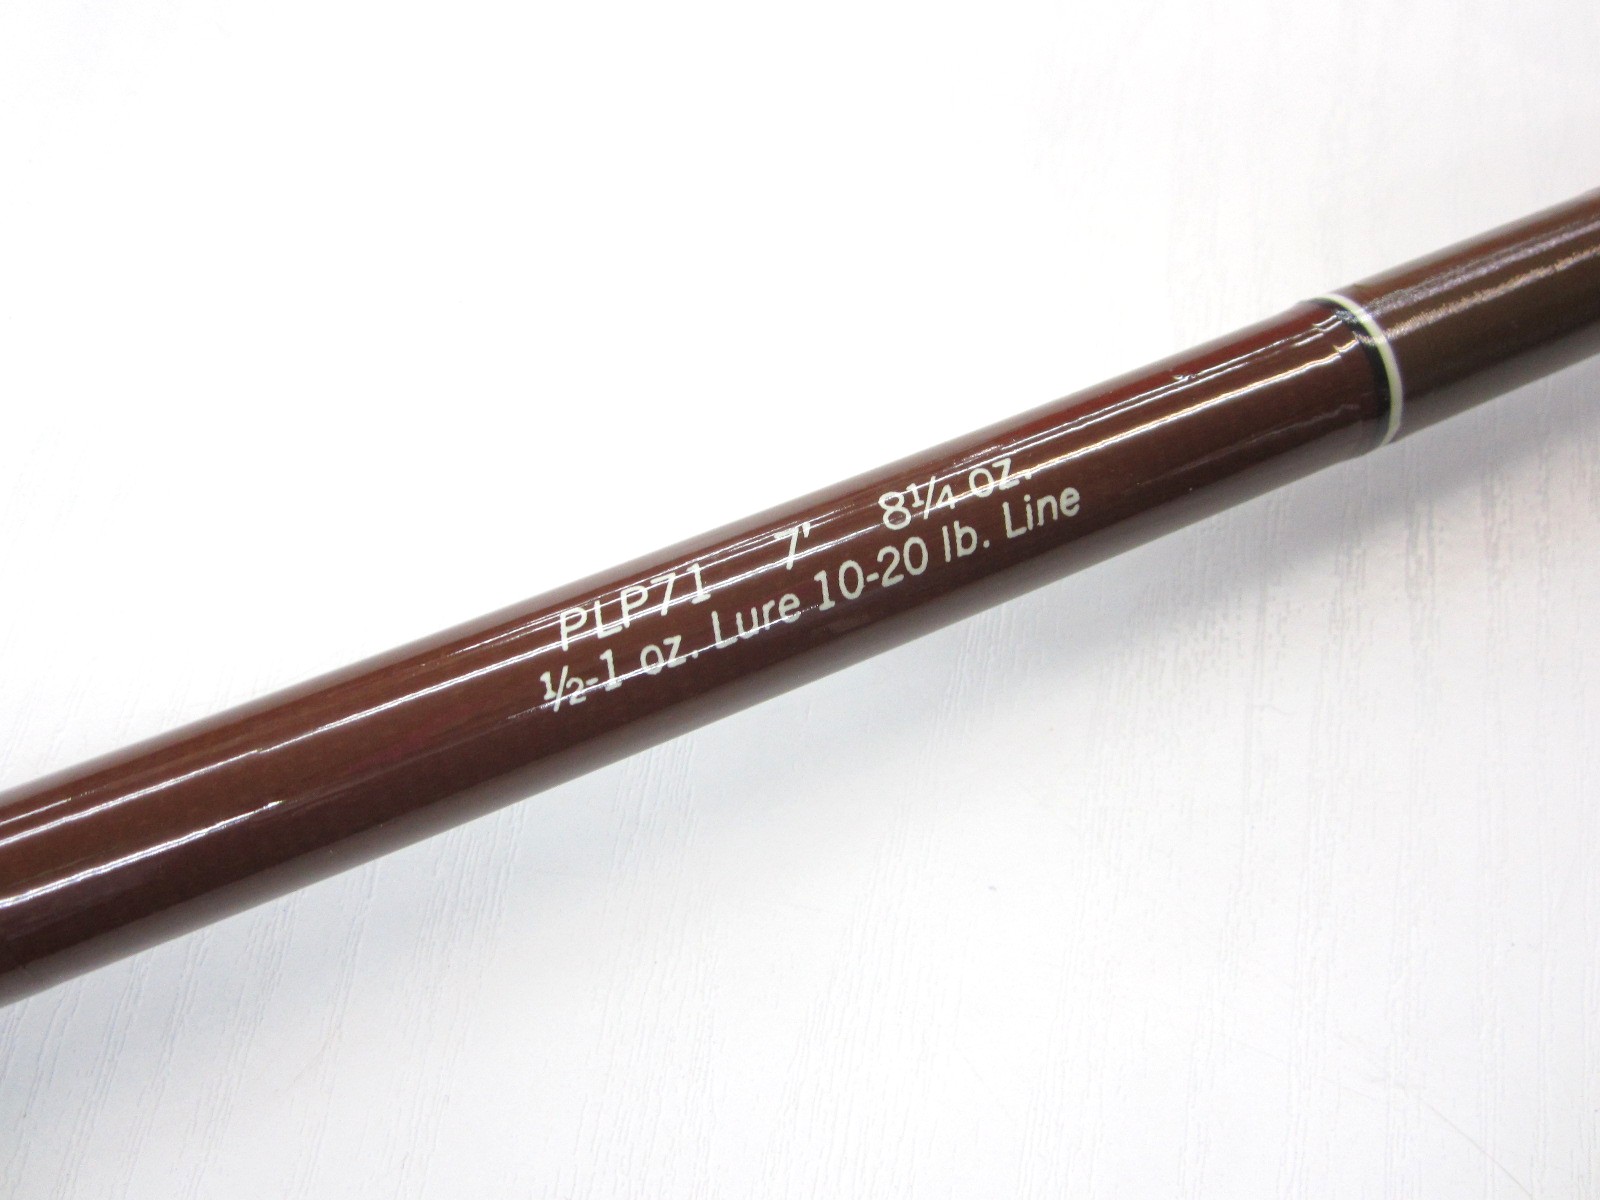 PLP71 7' 8¼ oz.
½-1 oz. Lure 10-20 lb. Line